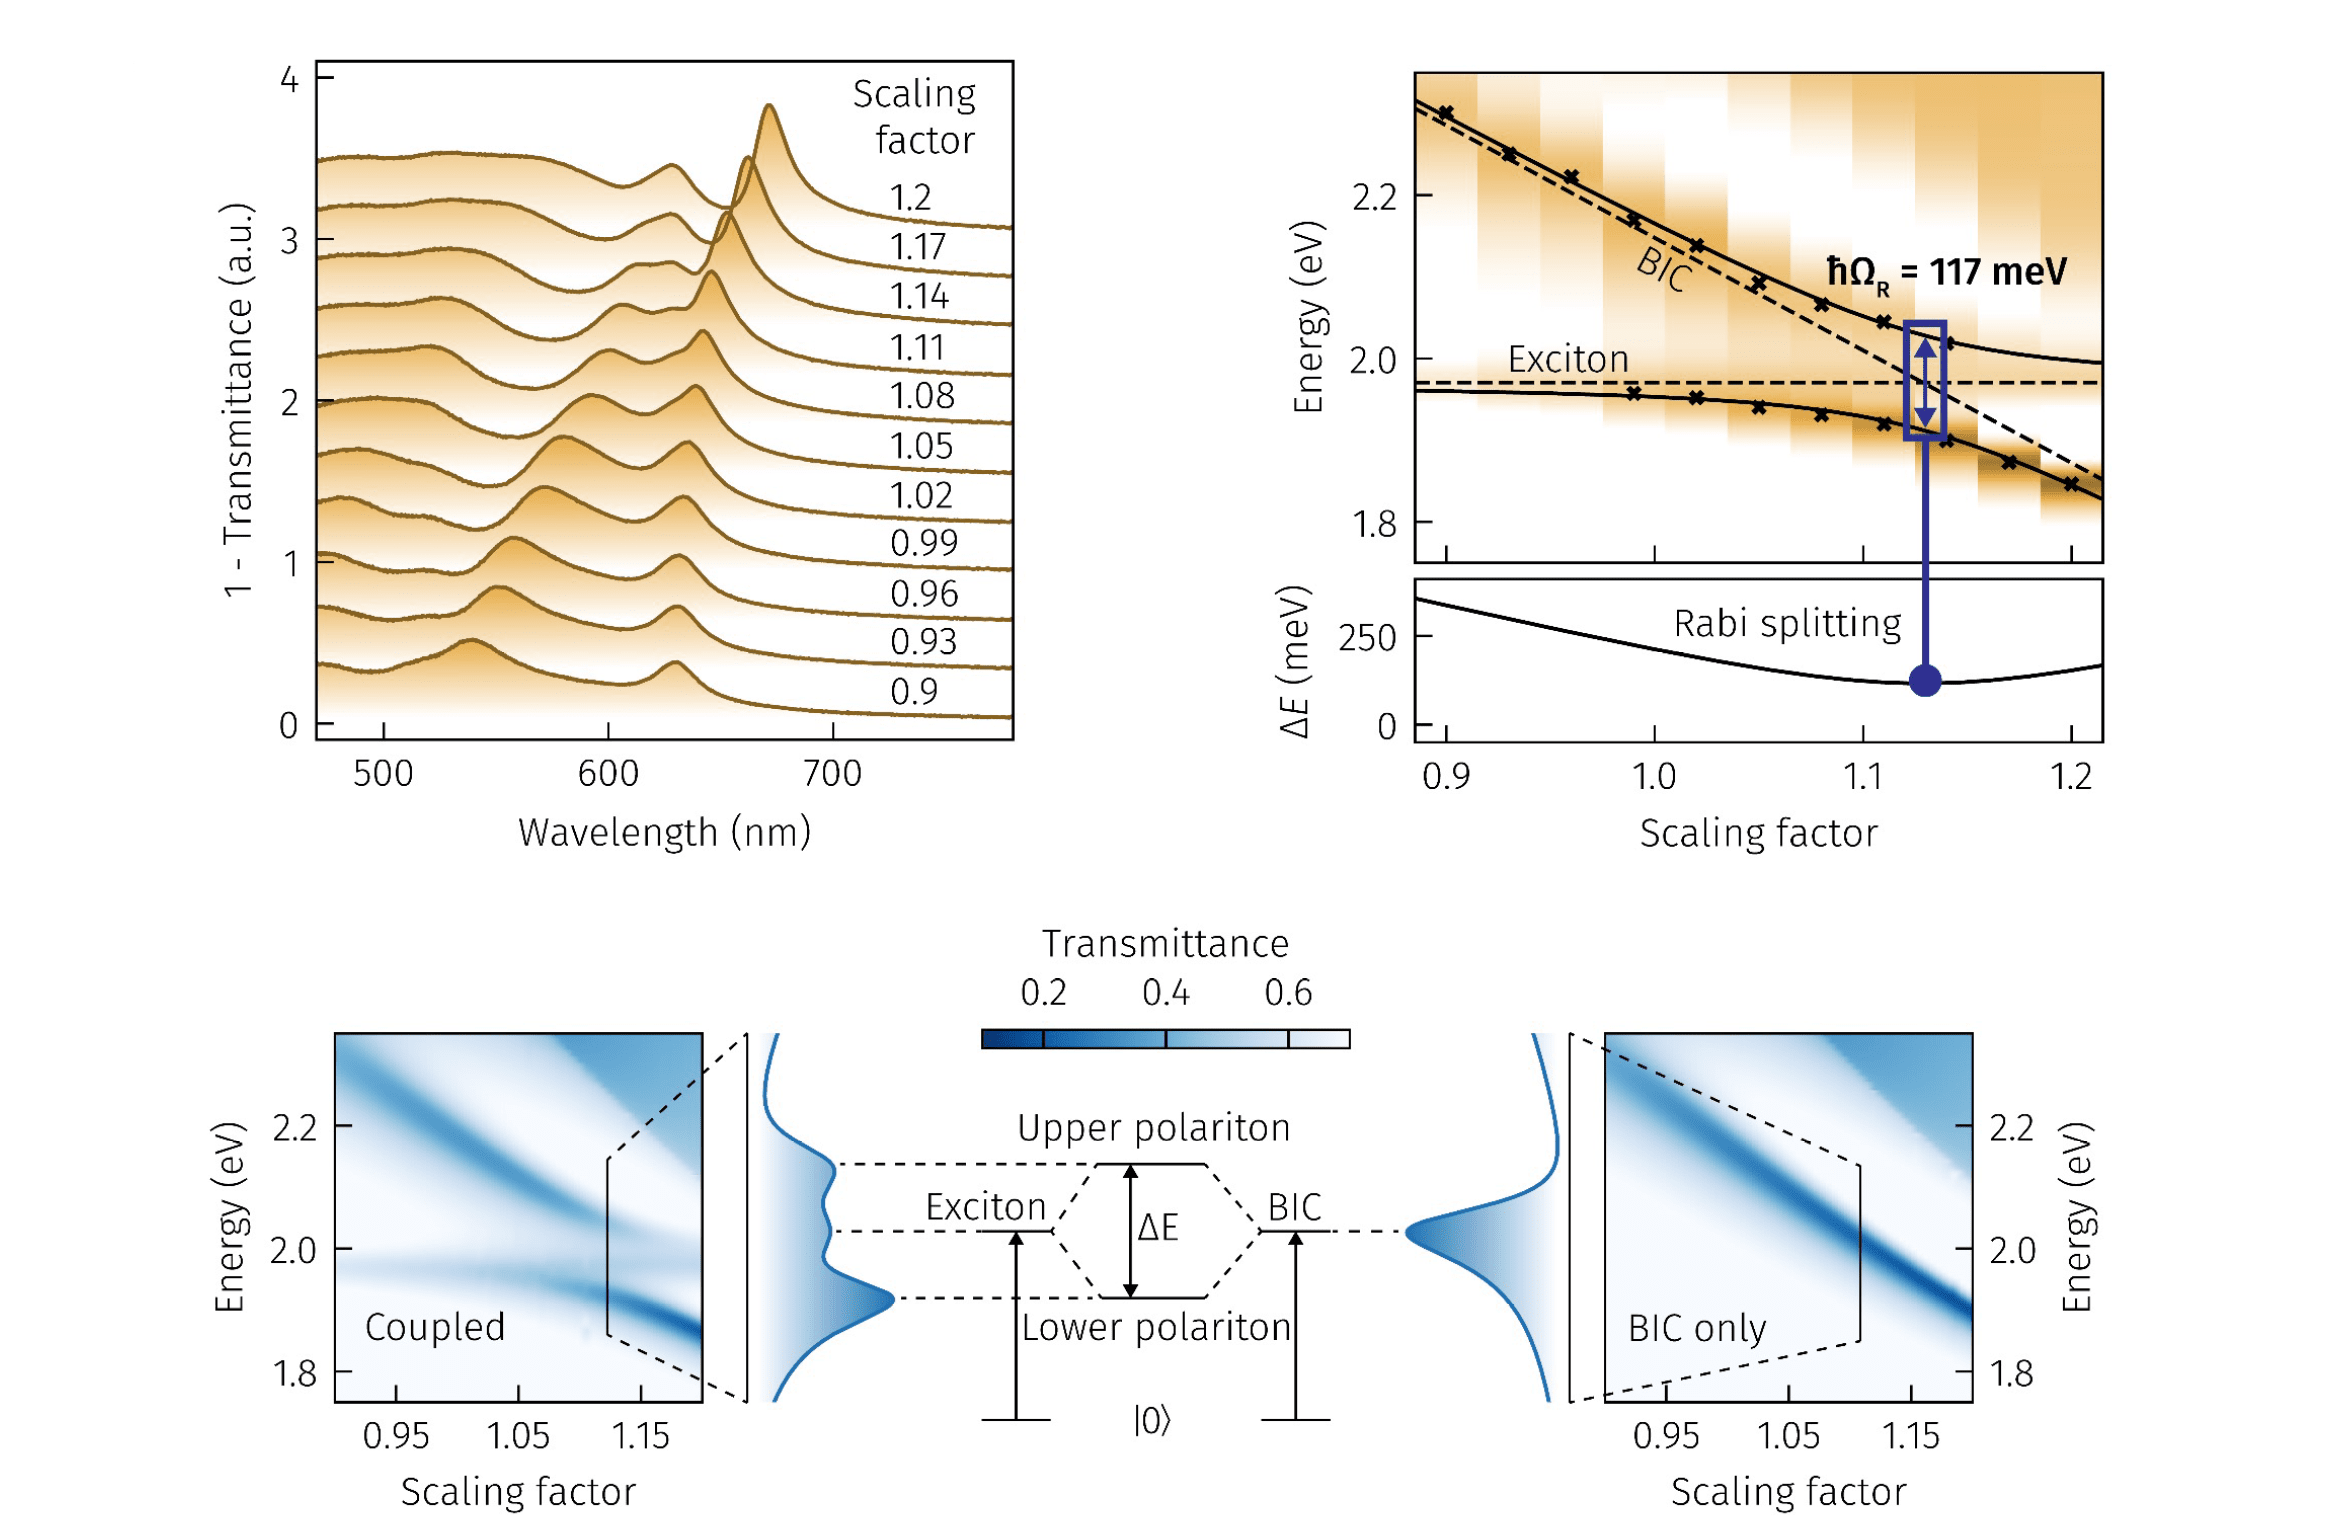 4
3
2
1
0
1 - Transmittance (a.u.)
Scaling
factor
1.2
1.17
1.14
1.11
1.08
1.05
1.02
0.99
0.96
0.93
0.9
500 600 700
Wavelength (nm)
2.2
2.0
1.8
Energy (eV)
BIC
Exciton
ħΩR = 117 meV
250
0
ΔE (meV)
Rabi splitting
0.9 1.0 1.1 1.2
Scaling factor
Transmittance
0.2 0.4 0.6
2.2
2.0
1.8
Energy (eV)
Coupled
0.95 1.05 1.15
Scaling factor
Upper polariton
Exciton
ΔE
BIC
Lower polariton
|0⟩
BIC only
2.2
2.0
1.8
Energy (eV)
0.95 1.05 1.15
Scaling factor